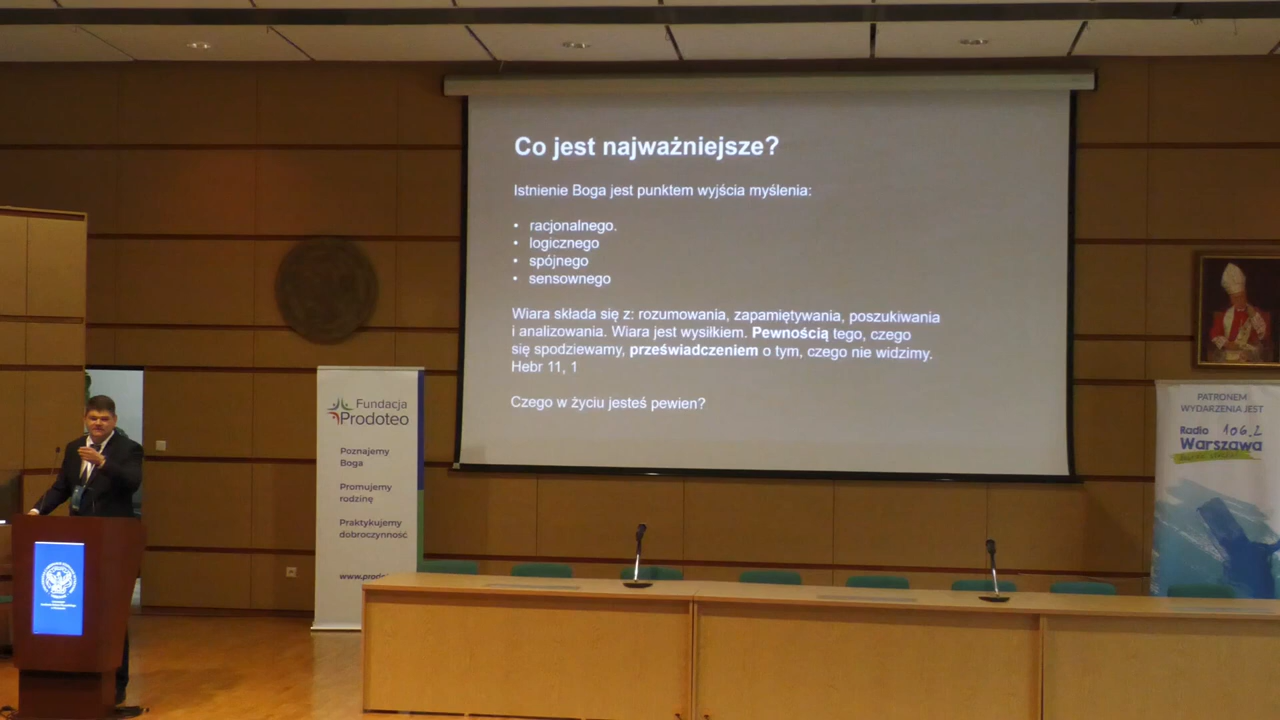 Co jest najważniejsze?
Istnienie Boga jest punktem wyjścia myślenia:
• racjonalnego.
• logicznego
• spójnego
• sensownego
Wiara składa się z: rozumowania, zapamiętywania, poszukiwania
i analizowania. Wiara jest wysiłkiem. Pewnością tego, czego
się spodziewamy, przeświadczeniem o tym, czego nie widzimy.
Hebr 11, 1
Czego w życiu jesteś pewien?
Fundacja
Prodoteo
Poznajemy
Boga
Promujemy
rodzinę
Praktykujemy
dobroczynność
PATRONEM
WYDARZENIA JEST
Radio 106,2
Warszawa